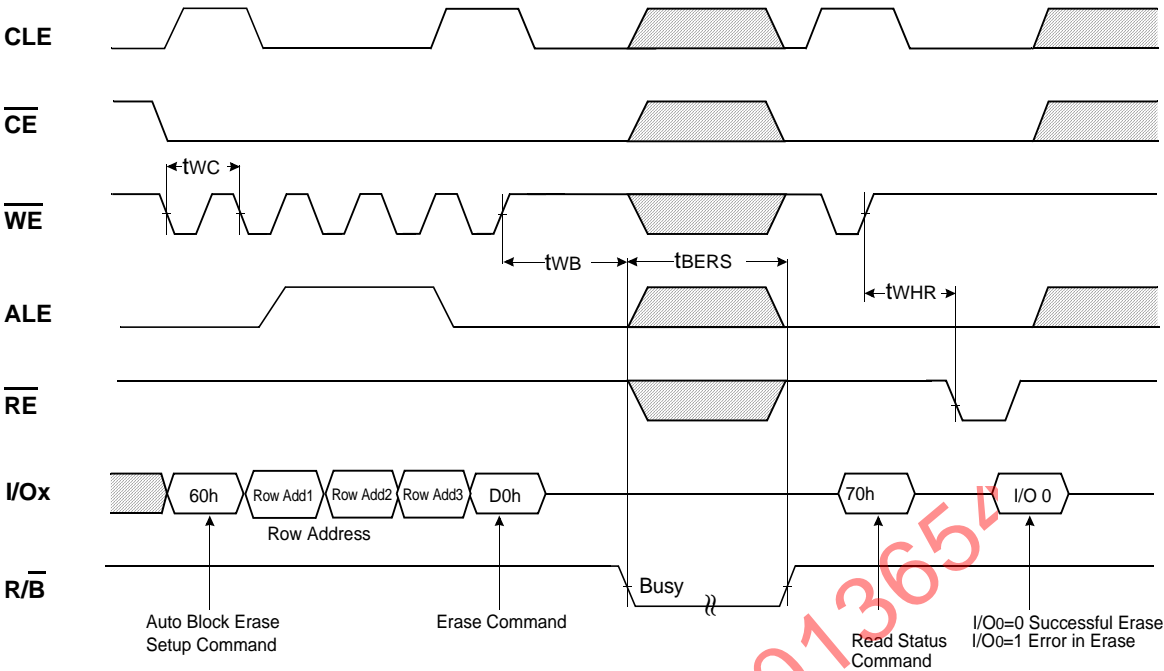 CLE
CE
tWC
WE
tWB
tBERS
tWHR
ALE
RE
I/Ox
60h
Row Add1
Row Add2
Row Add3
D0h
70h
I/O 0
Row Address
R/B
Busy
Auto Block Erase
Setup Command
Erase Command
Read Status
Command
I/O0=0 Successful Erase
I/O0=1 Error in Erase